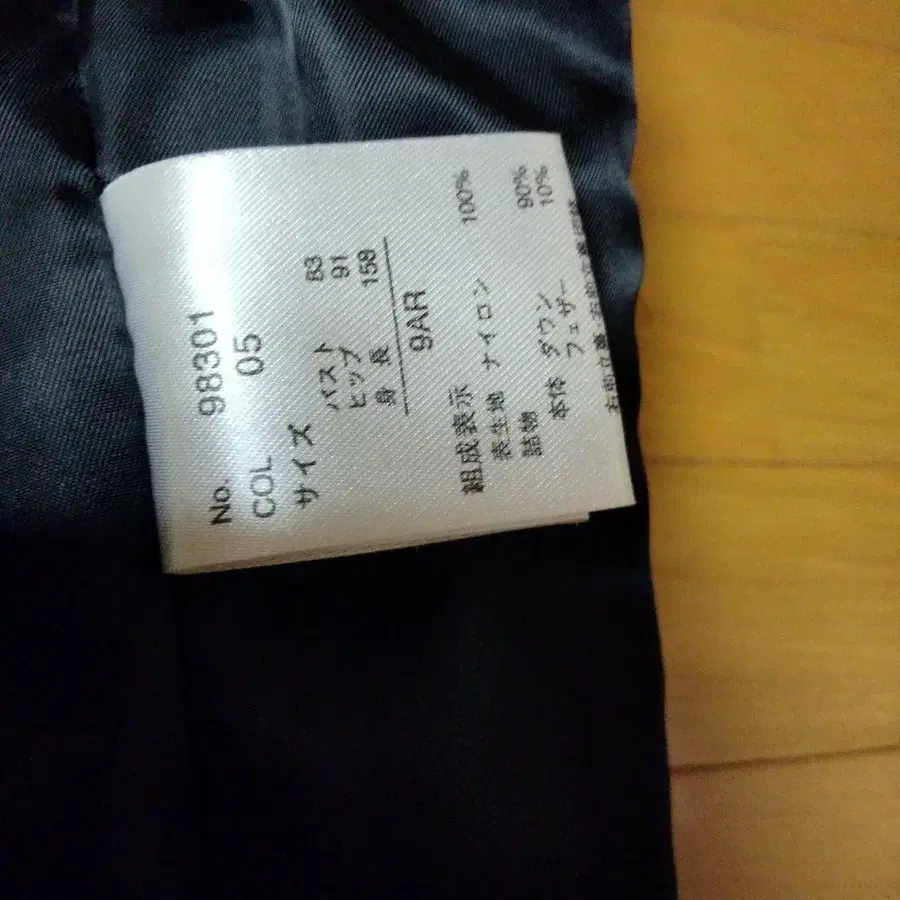 No. 98301
COL 05
サイズ
バスト 83
ヒップ 91
身長 158
9AR
組成表示
表生地 ナイロン 100%
詰物
本体 ダウン 90%
フェザー 10%